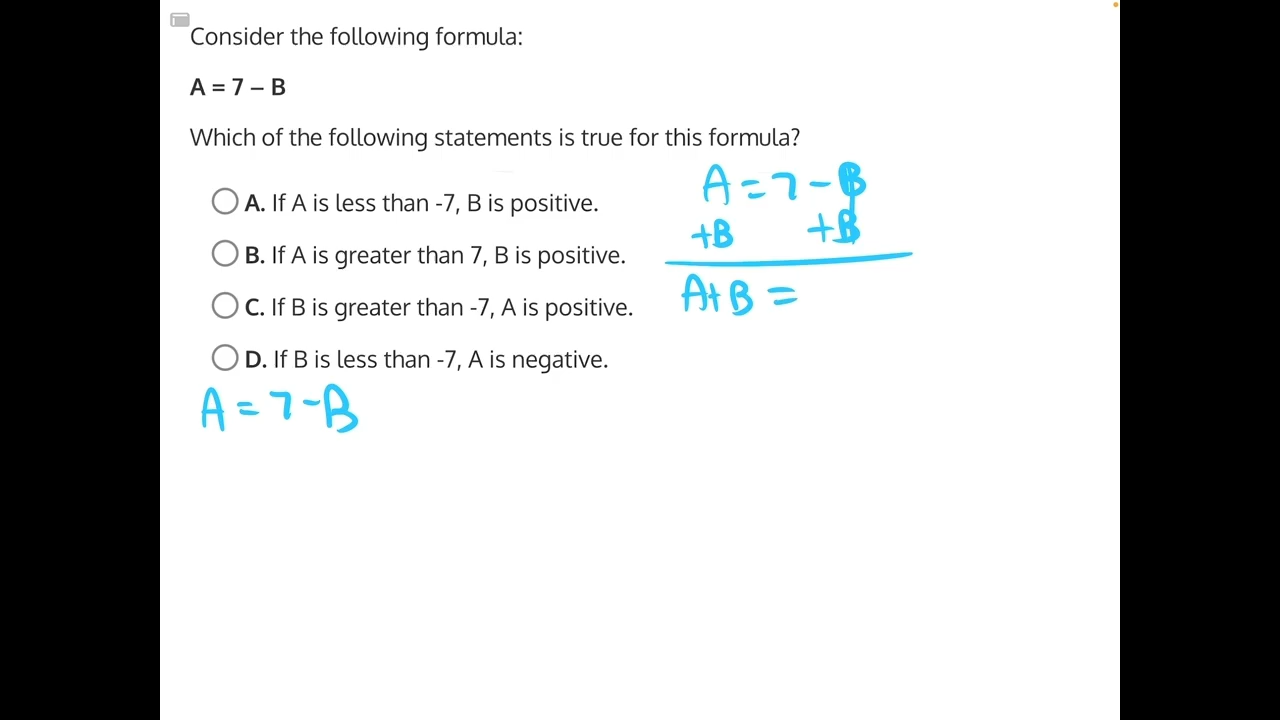 Consider the following formula:
A = 7 – B
Which of the following statements is true for this formula?
A. If A is less than -7, B is positive.
B. If A is greater than 7, B is positive.
C. If B is greater than -7, A is positive.
D. If B is less than -7, A is negative.
A = 7 - B
+B +B
A+B =
A = 7 - B